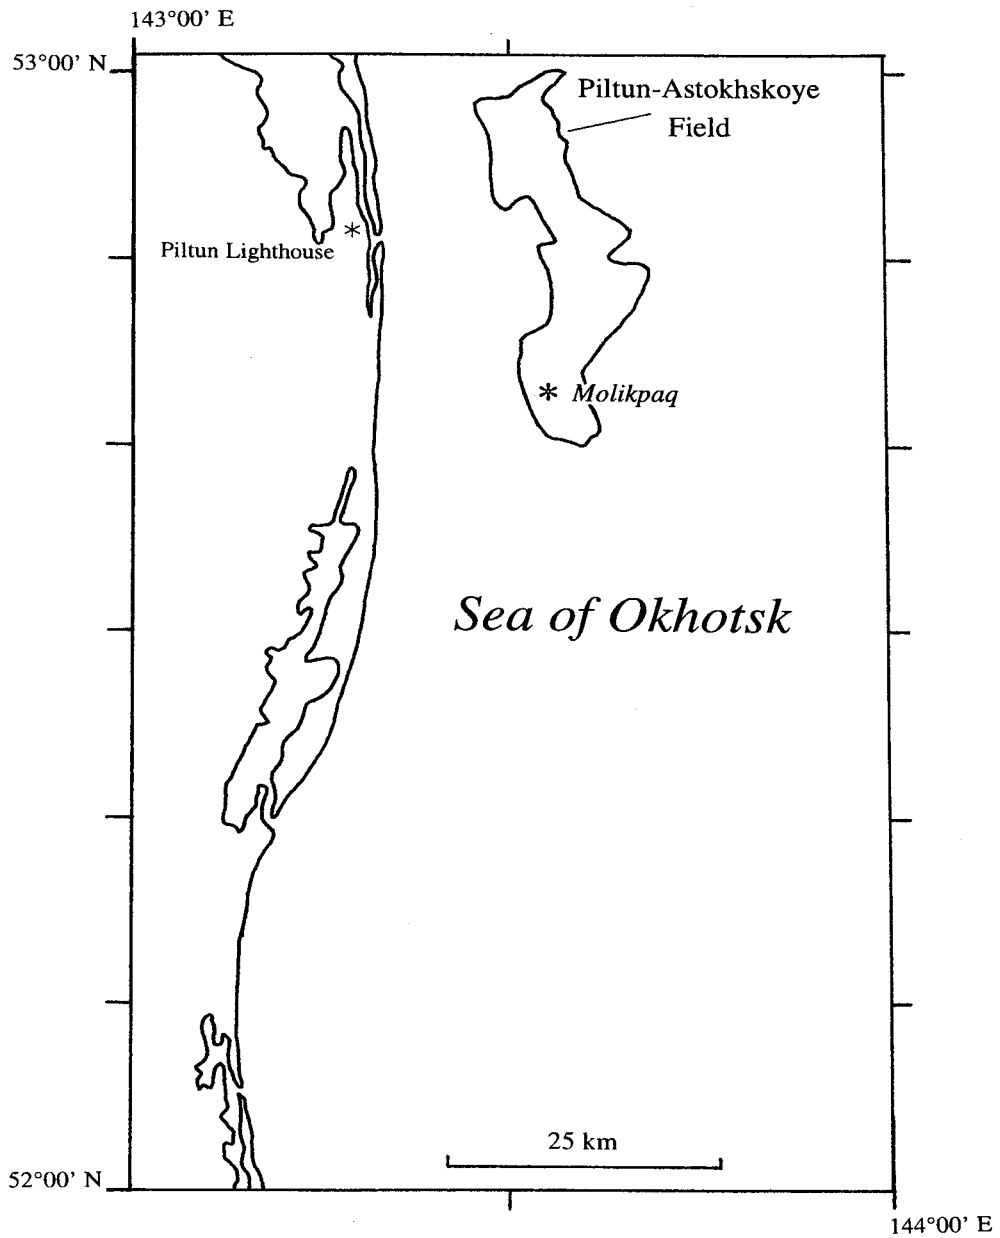 143°00' E
53°00' N
Piltun-Astokhskoye
Field
Piltun Lighthouse
Molikpaq
Sea of Okhotsk
25 km
52°00' N
144°00' E